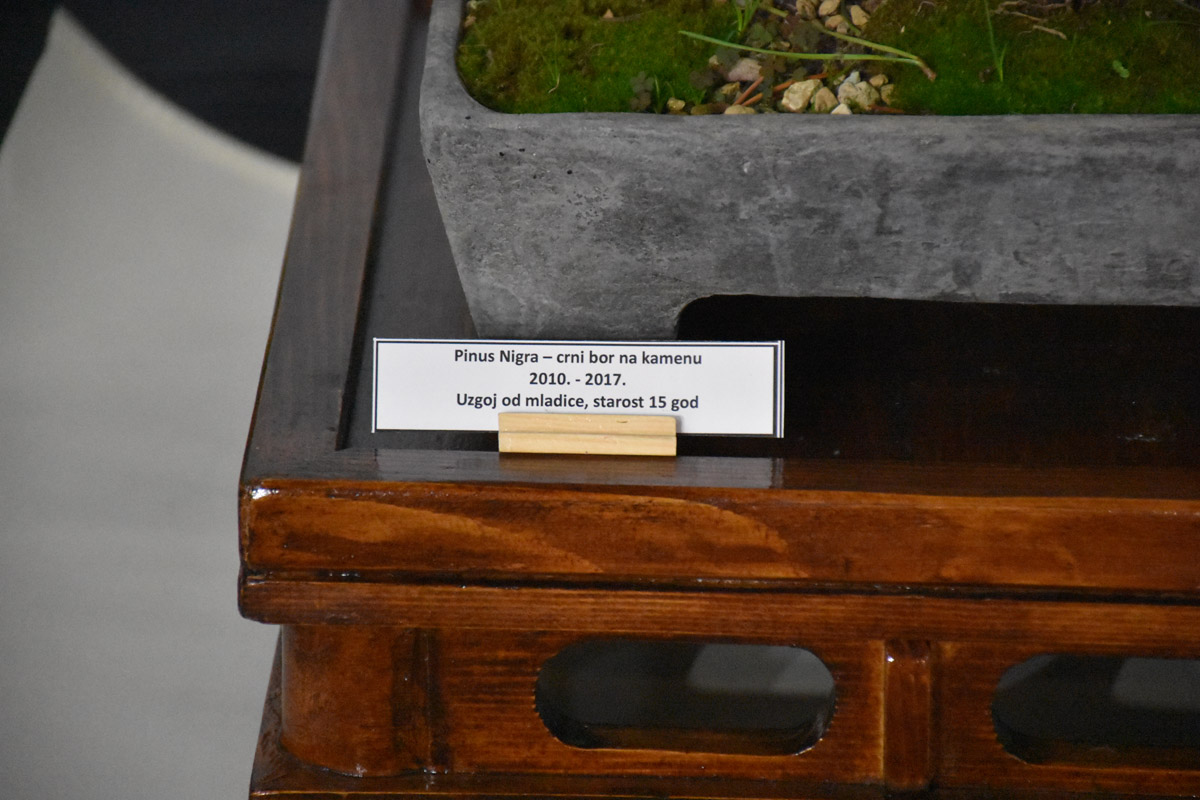 Pinus Nigra – crni bor na kamenu
2010. - 2017.
Uzgoj od mladice, starost 15 god